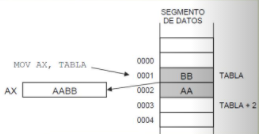 SEGMENTO
DE DATOS
MOV AX, TABLA
0000
0001 BB TABLA
AX AABB 0002 AA
0003 TABLA + 2
0004